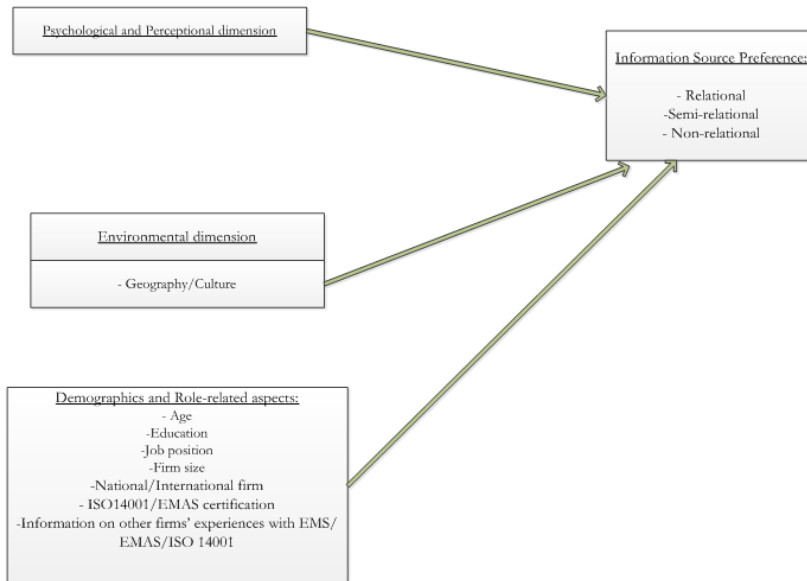 Psychological and Perceptional dimension
Information Source Preference:
- Relational
-Semi-relational
- Non-relational
Environmental dimension
- Geography/Culture
Demographics and Role-related aspects:
- Age
-Education
-Job position
-Firm size
-National/International firm
- ISO14001/EMAS certification
-Information on other firms' experiences with EMS/
EMAS/ISO 14001